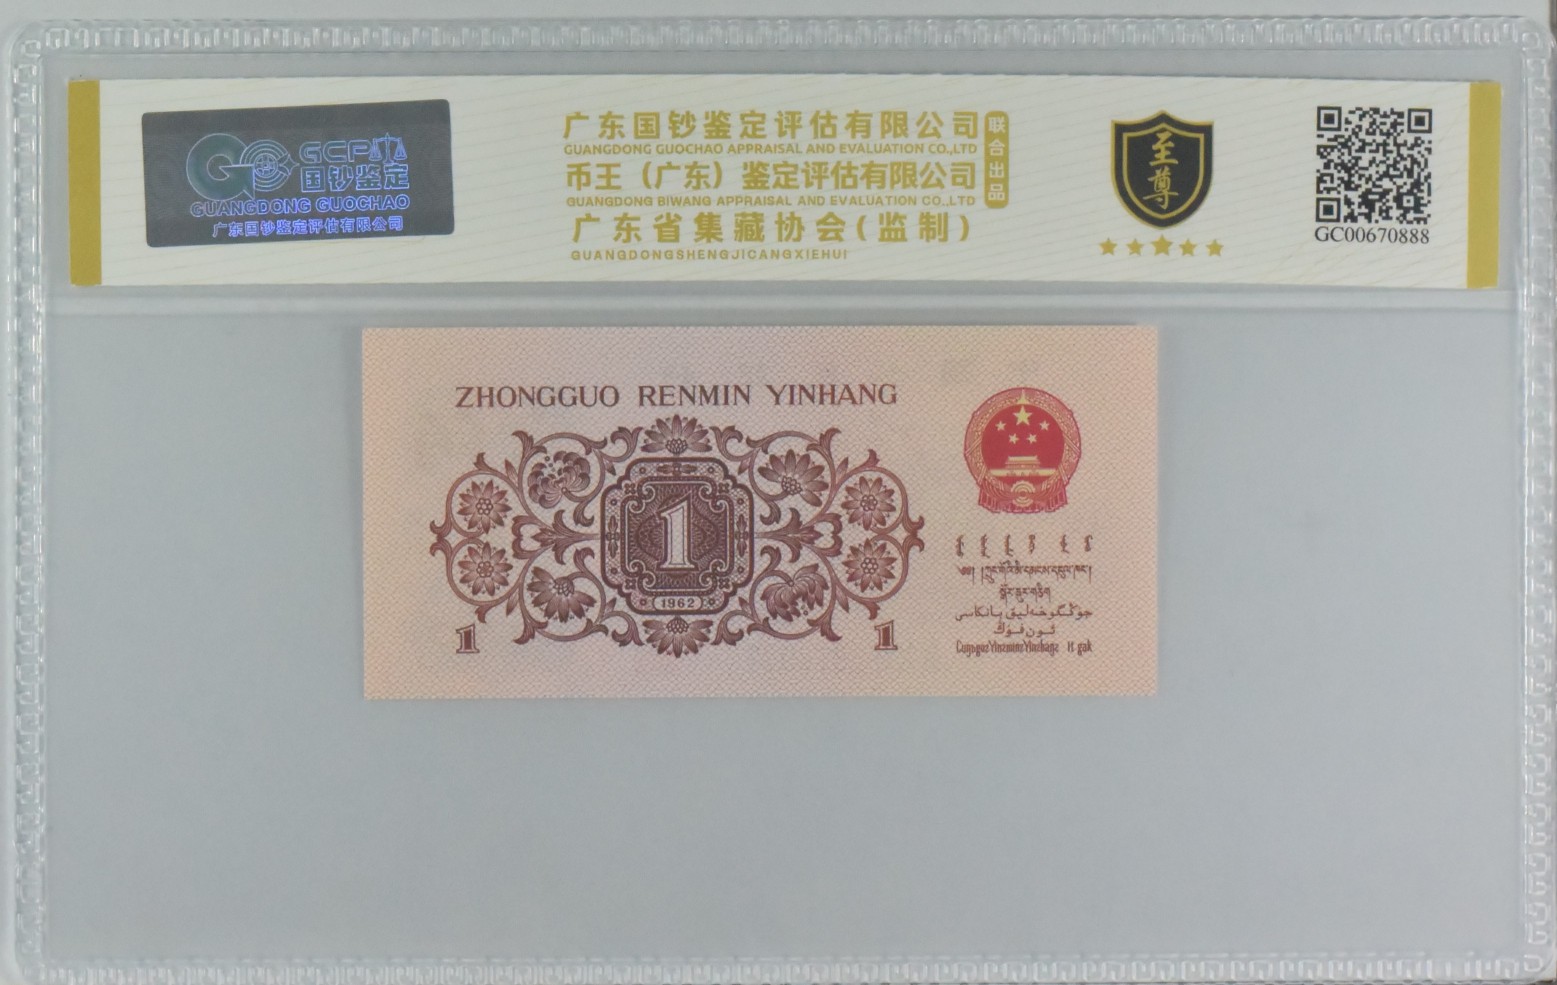 GCP
国钞鉴定
GUANGDONG GUOCHAO
广东国钞鉴定评估有限公司
广东国钞鉴定评估有限公司
GUANGDONG GUOCHAO APPRAISAL AND EVALUATION CO.,LTD
币王（广东）鉴定评估有限公司
GUANGDONG BIWANG APPRAISAL AND EVALUATION CO.,LTD
广东省集藏协会(监制)
GUANGDONGSHENGJICANGXIEHUI
联合出品
至尊
GC00670888
ZHONGGUO RENMIN YINHANG
1
1962
1
1
جۇڭگو خەلىق بانكاسى